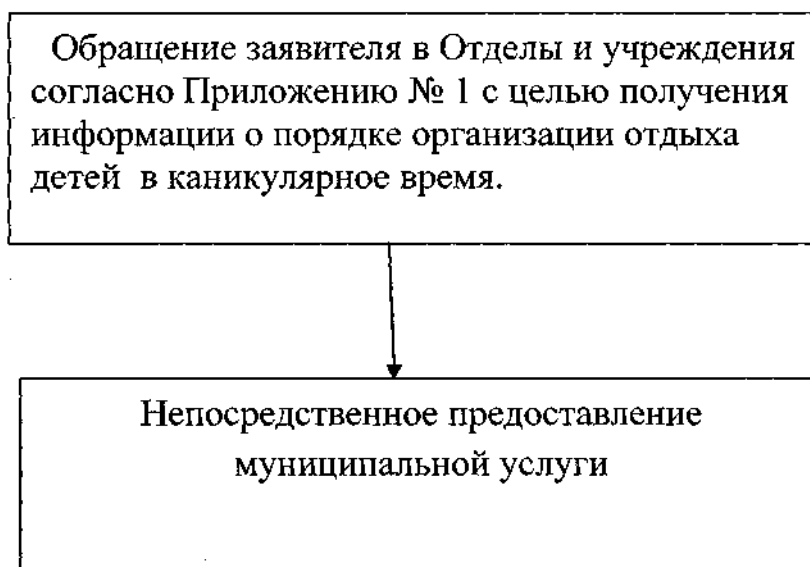 Обращение заявителя в Отделы и учреждения
согласно Приложению № 1 с целью получения
информации о порядке организации отдыха
детей в каникулярное время.
Непосредственное предоставление
муниципальной услуги